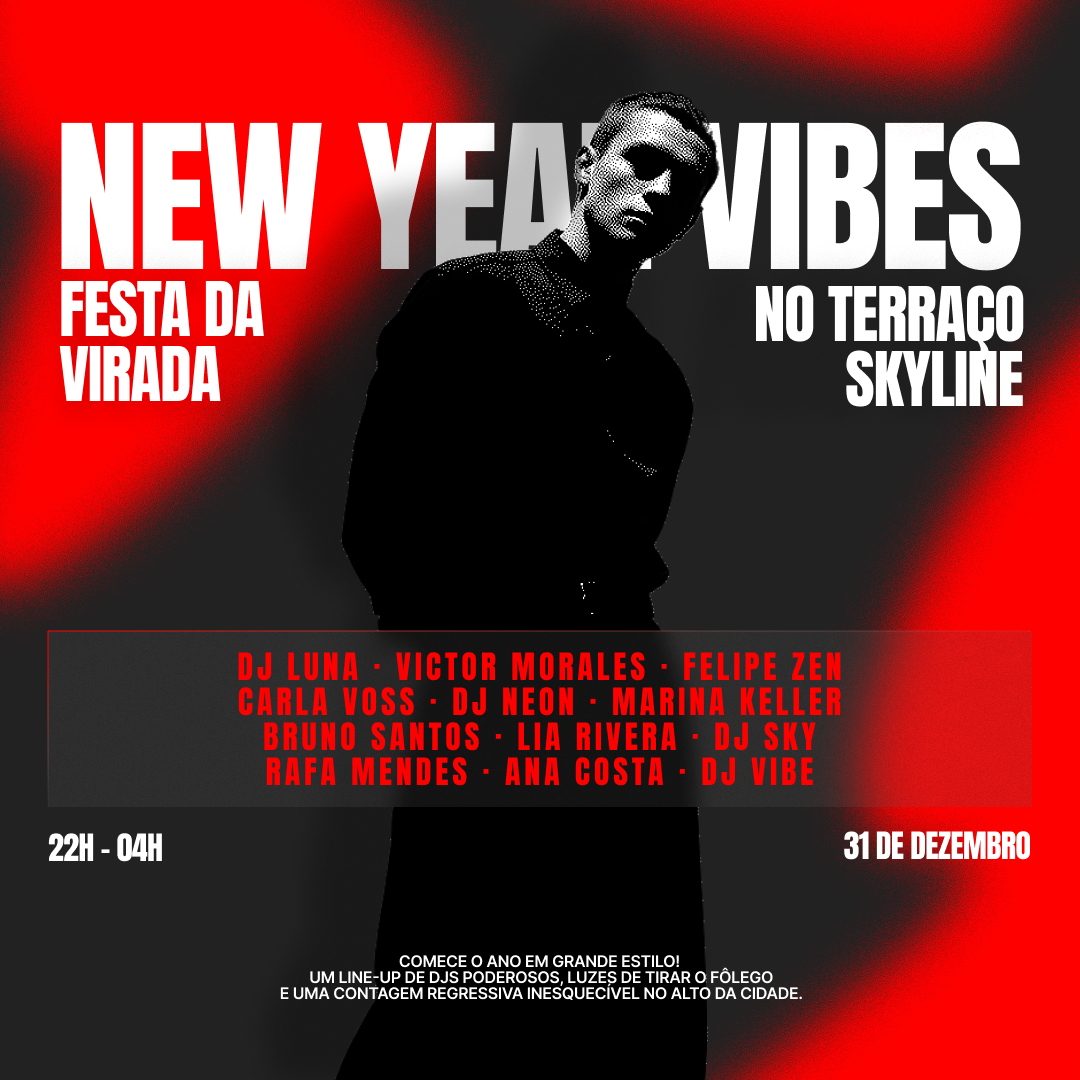 NEW YEAR VIBES
FESTA DA
VIRADA
NO TERRAÇO
SKYLINE
DJ LUNA · VICTOR MORALES · FELIPE ZEN
CARLA VOSS · DJ NEON · MARINA KELLER
BRUNO SANTOS · LIA RIVERA · DJ SKY
RAFA MENDES · ANA COSTA · DJ VIBE
22H - 04H
31 DE DEZEMBRO
COMECE O ANO EM GRANDE ESTILO!
UM LINE-UP DE DJS PODEROSOS, LUZES DE TIRAR O FÔLEGO
E UMA CONTAGEM REGRESSIVA INESQUECÍVEL NO ALTO DA CIDADE.